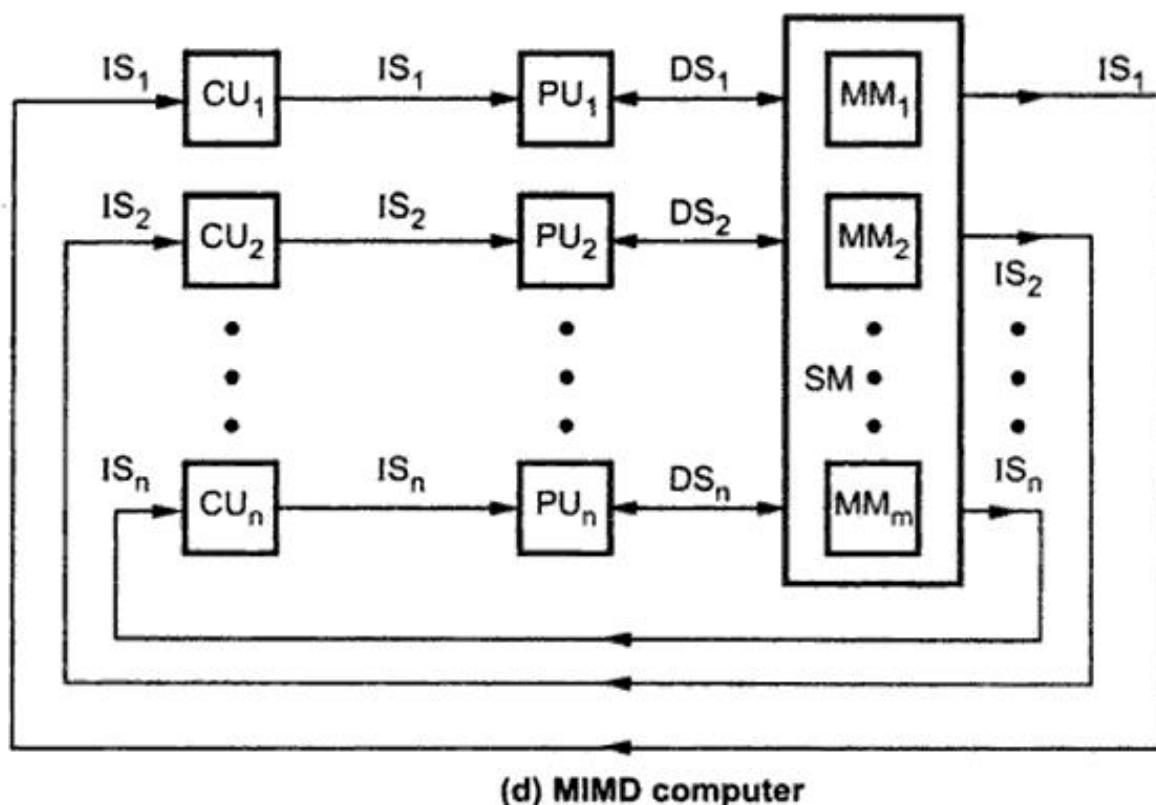 IS₁ CU₁ IS₁ PU₁ DS₁ MM₁ IS₁
IS₂ CU₂ IS₂ PU₂ DS₂ MM₂ IS₂
SM
ISₙ CUₙ ISₙ PUₙ DSₙ MMₘ ISₙ
(d) MIMD computer